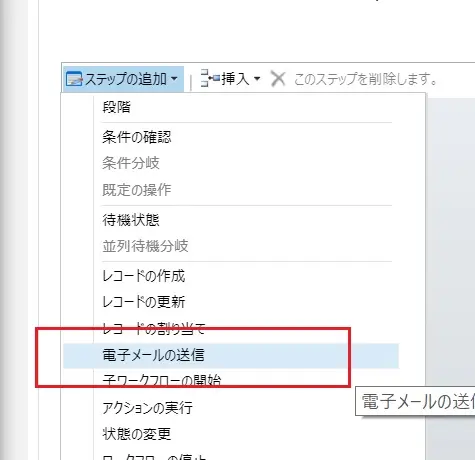 ステップの追加 挿入 このステップを削除します。
段階
条件の確認
条件分岐
既定の操作
待機状態
並列待機分岐
レコードの作成
レコードの更新
レコードの割り当て
電子メールの送信
子ワークフローの開始
電子メールの送信
アクションの実行
状態の変更
ワークフローの停止